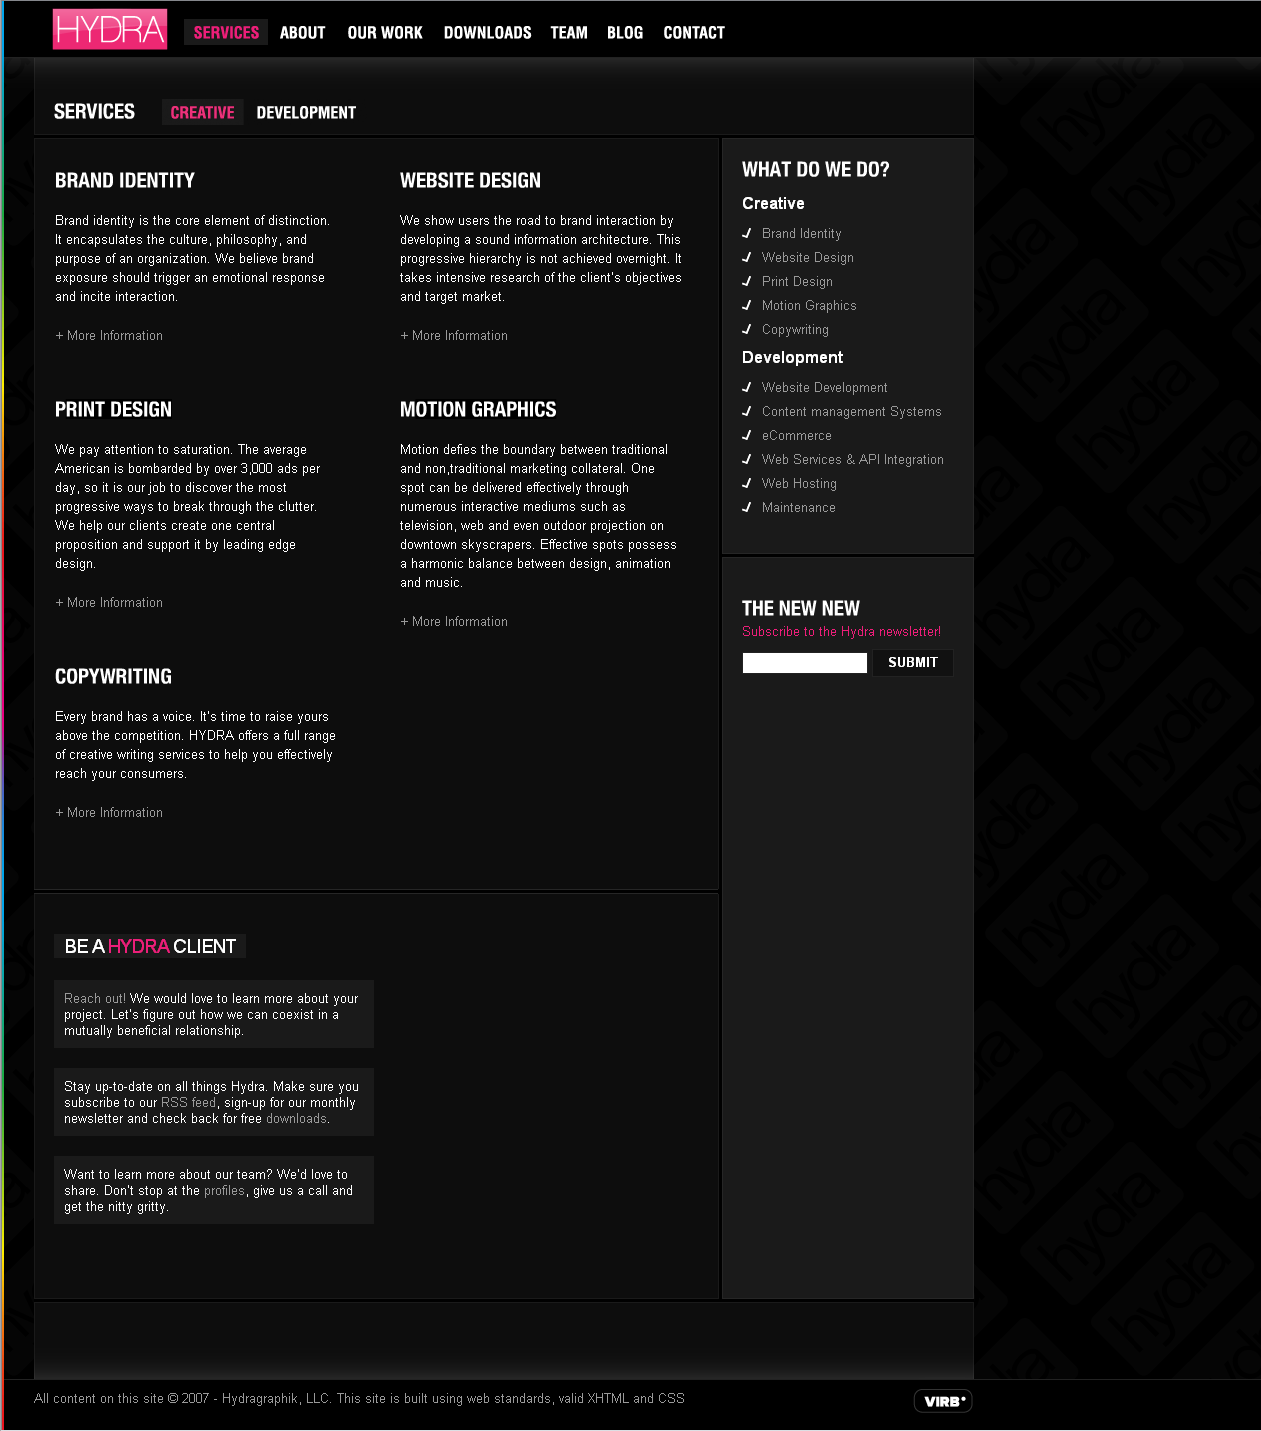 HYDRA
SERVICES ABOUT OUR WORK DOWNLOADS TEAM BLOG CONTACT
SERVICES CREATIVE DEVELOPMENT
BRAND IDENTITY
Brand identity is the core element of distinction.
It encapsulates the culture, philosophy, and
purpose of an organization. We believe brand
exposure should trigger an emotional response
and incite interaction.
+ More Information
WEBSITE DESIGN
We show users the road to brand interaction by
developing a sound information architecture. This
progressive hierarchy is not achieved overnight. It
takes intensive research of the client's objectives
and target market.
+ More Information
PRINT DESIGN
We pay attention to saturation. The average
American is bombarded by over 3,000 ads per
day, so it is our job to discover the most
progressive ways to break through the clutter.
We help our clients create one central
proposition and support it by leading edge
design.
+ More Information
MOTION GRAPHICS
Motion defies the boundary between traditional
and non,traditional marketing collateral. One
spot can be delivered effectively through
numerous interactive mediums such as
television, web and even outdoor projection on
downtown skyscrapers. Effective spots possess
a harmonic balance between design, animation
and music.
+ More Information
COPYWRITING
Every brand has a voice. It's time to raise yours
above the competition. HYDRA offers a full range
of creative writing services to help you effectively
reach your consumers.
+ More Information
WHAT DO WE DO?
Creative
Brand Identity
Website Design
Print Design
Motion Graphics
Copywriting
Development
Website Development
Content management Systems
eCommerce
Web Services & API Integration
Web Hosting
Maintenance
THE NEW NEW
Subscribe to the Hydra newsletter!
SUBMIT
BE A HYDRA CLIENT
Reach out! We would love to learn more about your
project. Let's figure out how we can coexist in a
mutually beneficial relationship.
Stay up-to-date on all things Hydra. Make sure you
subscribe to our RSS feed, sign-up for our monthly
newsletter and check back for free downloads.
Want to learn more about our team? We'd love to
share. Don't stop at the profiles, give us a call and
get the nitty gritty.
All content on this site © 2007 - Hydragraphik, LLC. This site is built using web standards, valid XHTML and CSS
VIRB